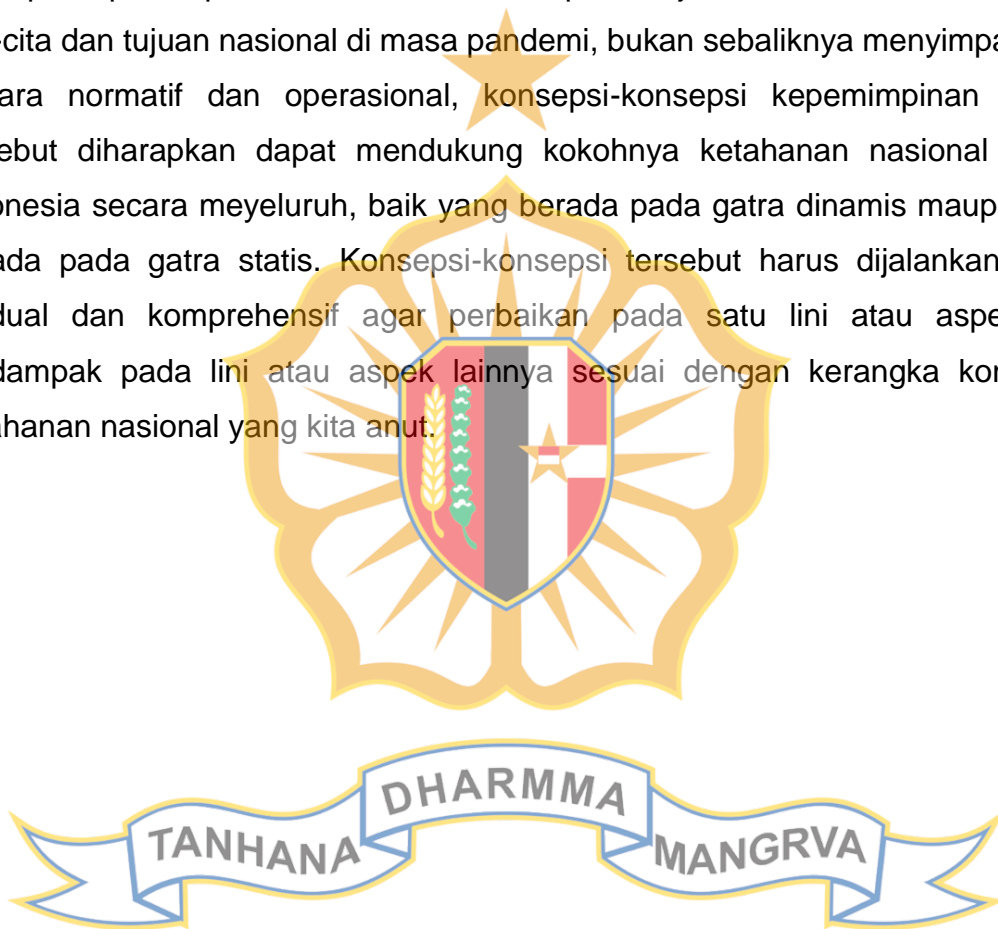 -cita dan tujuan nasional di masa pandemi, bukan sebaliknya menyimpa
ara normatif dan operasional, konsepsi-konsepsi kepemimpinan
ebut diharapkan dapat mendukung kokohnya ketahanan nasional
onesia secara meyeluruh, baik yang berada pada gatra dinamis maup
ada pada gatra statis. Konsepsi-konsepsi tersebut harus dijalankan
dual dan komprehensif agar perbaikan pada satu lini atau aspe
dampak pada lini atau aspek lainnya sesuai dengan kerangka kon
ahanan nasional yang kita anut.
TANHANA DHARMMA MANGRVA